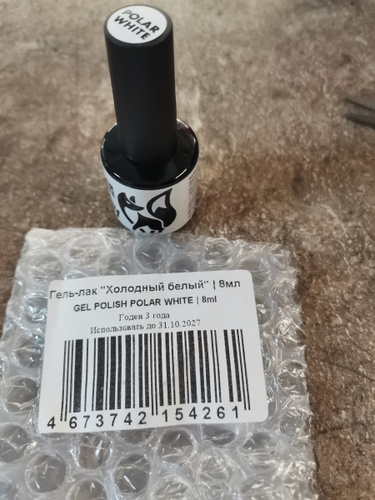 POLAR
WHITE
Гель-лак "Холодный белый" | 8мл
GEL POLISH POLAR WHITE | 8ml
Годен 3 года
Использовать до 31.10.2027
4 673742 154261